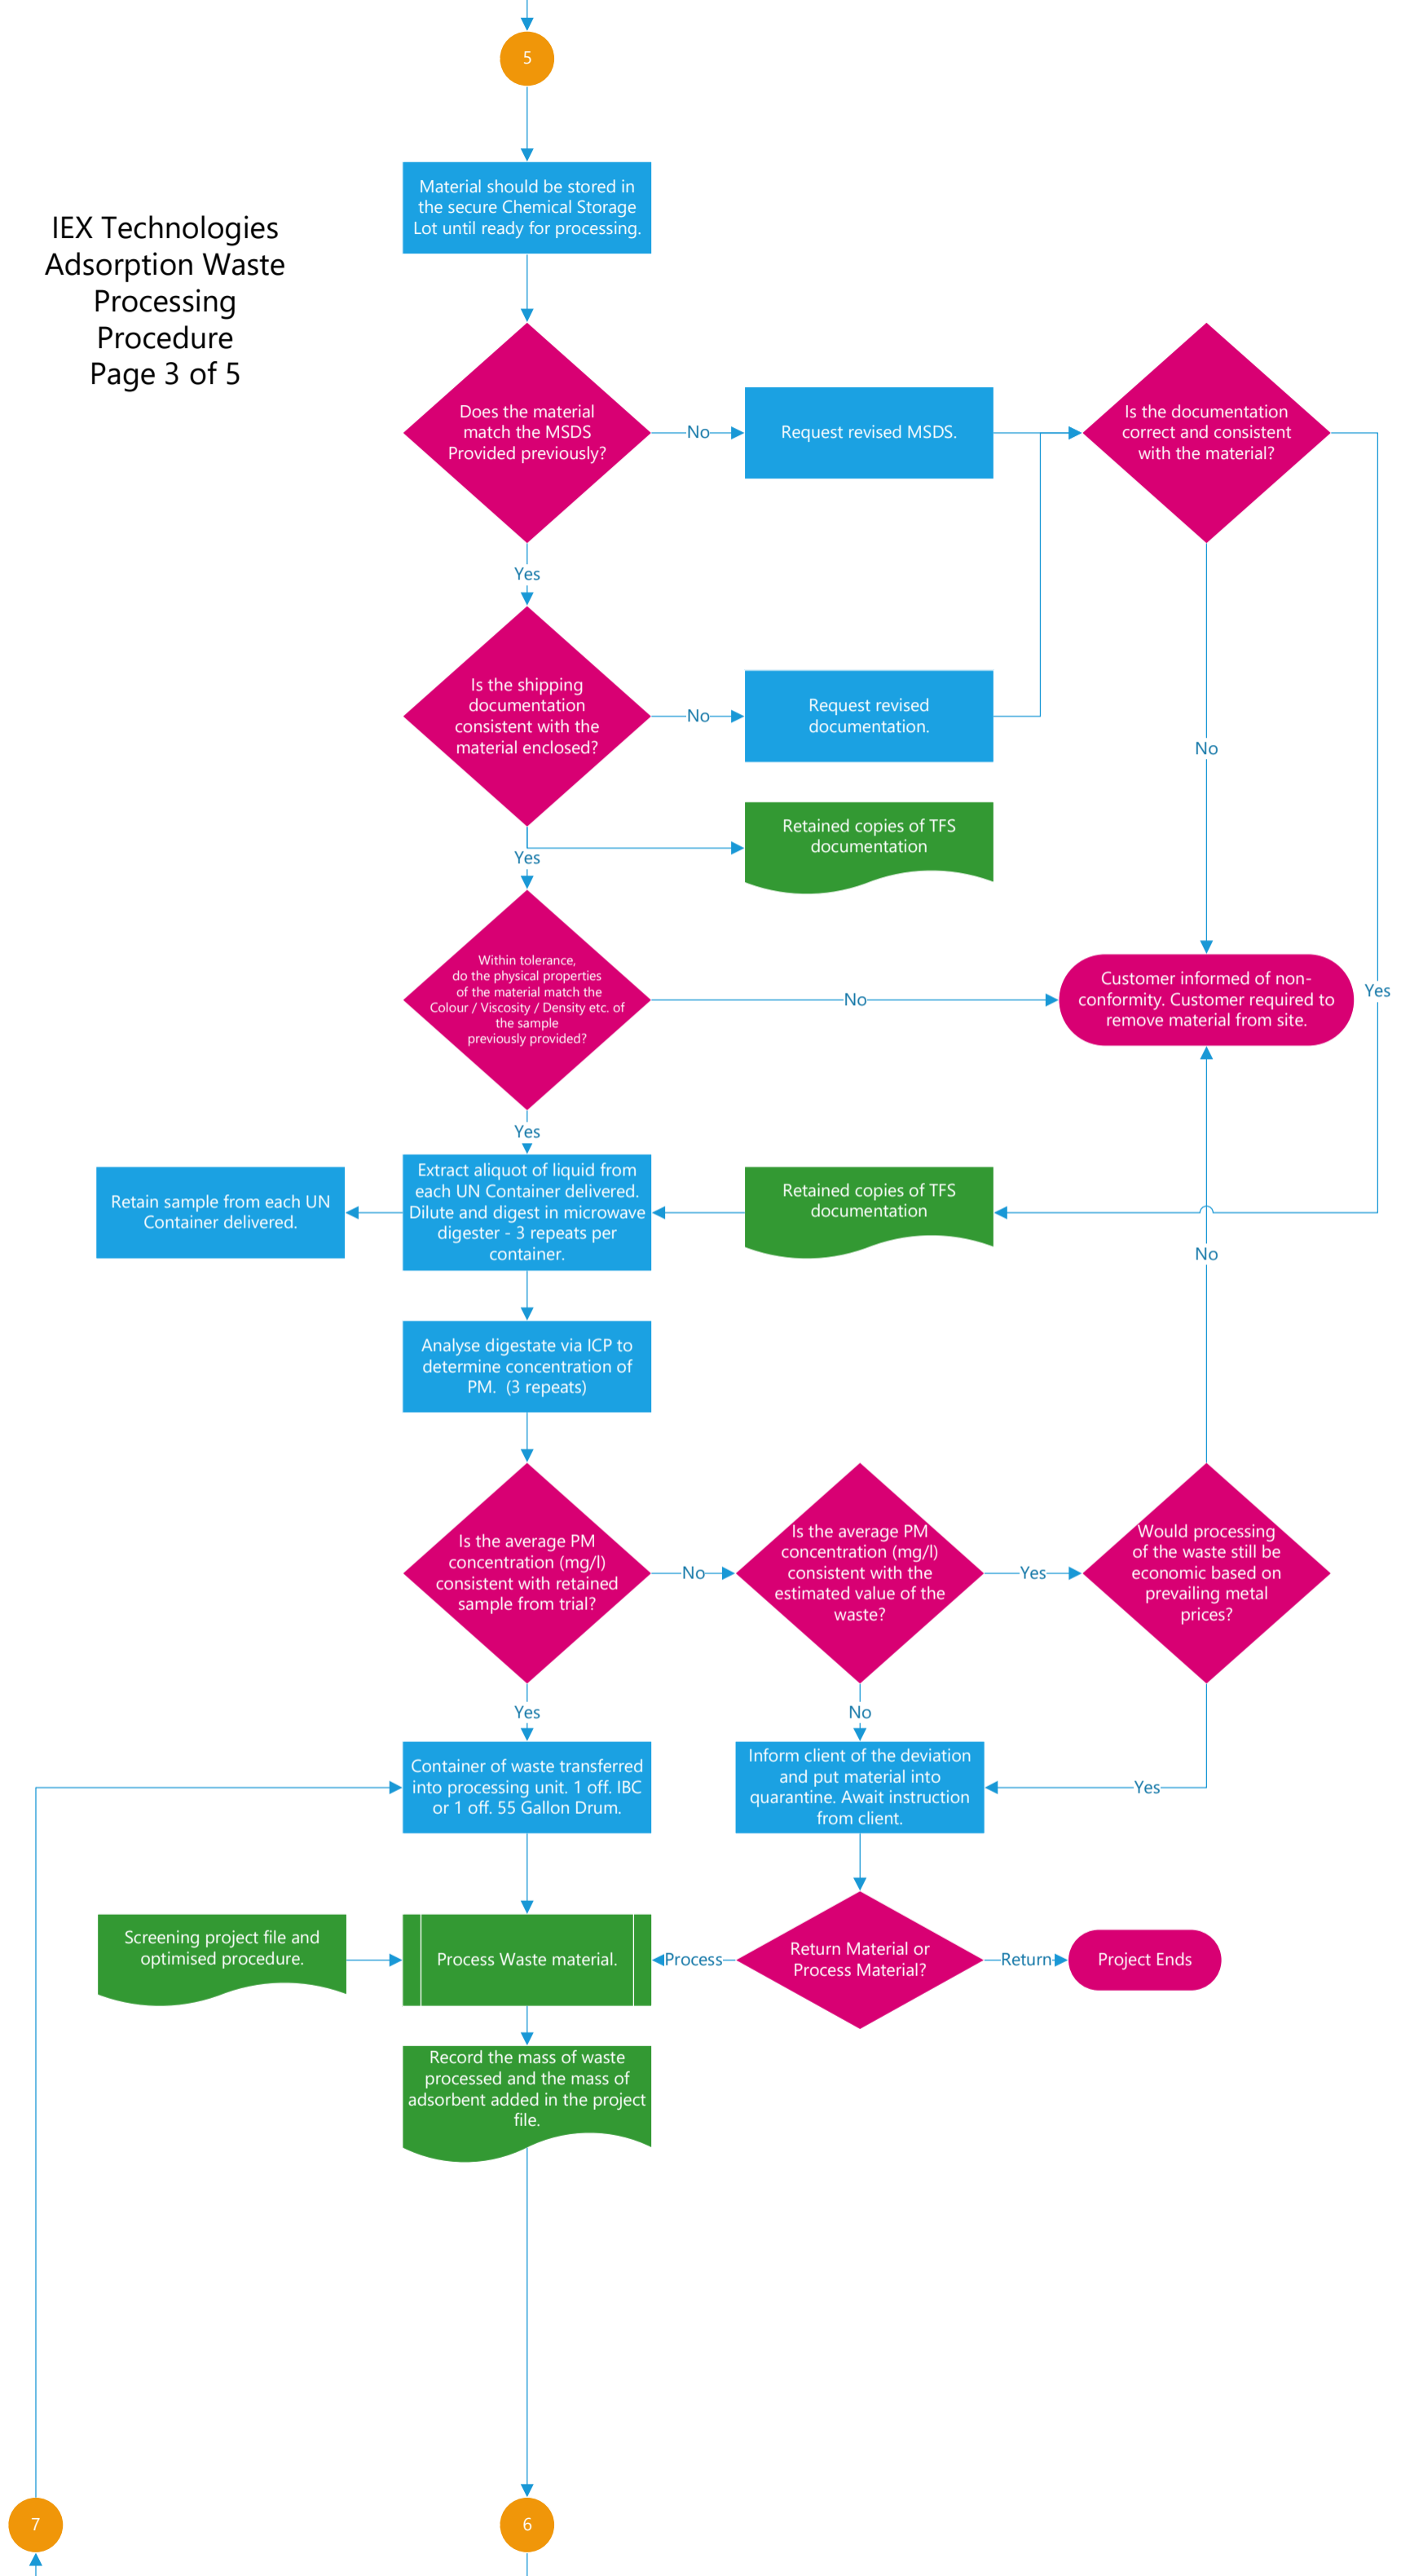 5
Material should be stored in
the secure Chemical Storage
Lot until ready for processing.
IEX Technologies
Adsorption Waste
Processing
Procedure
Page 3 of 5
Does the material
match the MSDS
Provided previously?
No
Request revised MSDS.
Is the documentation
correct and consistent
with the material?
Yes
Is the shipping
documentation
consistent with the
material enclosed?
No
Request revised
documentation.
No
Retained copies of TFS
documentation
Yes
Within tolerance,
do the physical properties
of the material match the
Colour / Viscosity / Density etc. of
the sample
previously provided?
No
Customer informed of non-
conformity. Customer required to
remove material from site.
Yes
Yes
Retain sample from each UN
Container delivered.
Extract aliquot of liquid from
each UN Container delivered.
Dilute and digest in microwave
digester - 3 repeats per
container.
Retained copies of TFS
documentation
No
Analyse digestate via ICP to
determine concentration of
PM.  (3 repeats)
Is the average PM
concentration (mg/l)
consistent with retained
sample from trial?
No
Is the average PM
concentration (mg/l)
consistent with the
estimated value of the
waste?
Yes
Would processing
of the waste still be
economic based on
prevailing metal
prices?
Yes
No
Container of waste transferred
into processing unit. 1 off. IBC
or 1 off. 55 Gallon Drum.
Inform client of the deviation
and put material into
quarantine. Await instruction
from client.
Yes
Screening project file and
optimised procedure.
Process Waste material.
Process
Return Material or
Process Material?
Return
Project Ends
Record the mass of waste
processed and the mass of
adsorbent added in the project
file.
7
6